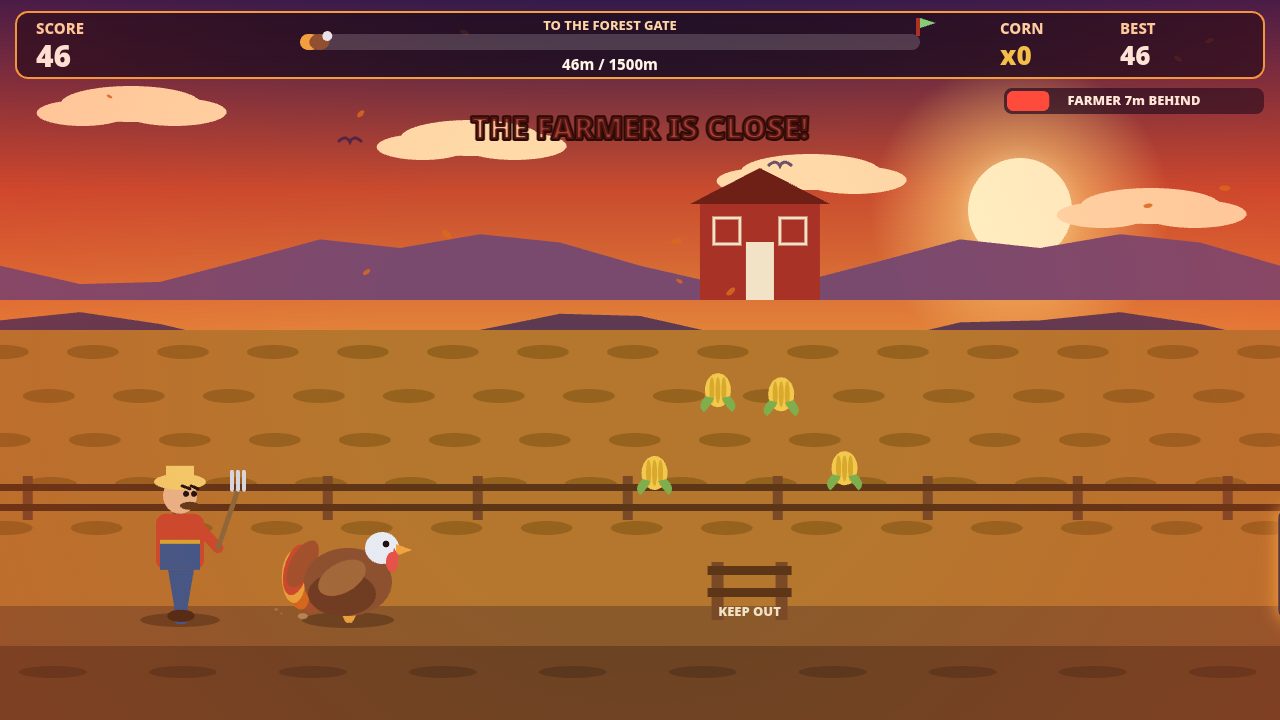 SCORE
46
TO THE FOREST GATE
46m / 1500m
CORN
x0
BEST
46
FARMER 7m BEHIND
THE FARMER IS CLOSE!
KEEP OUT